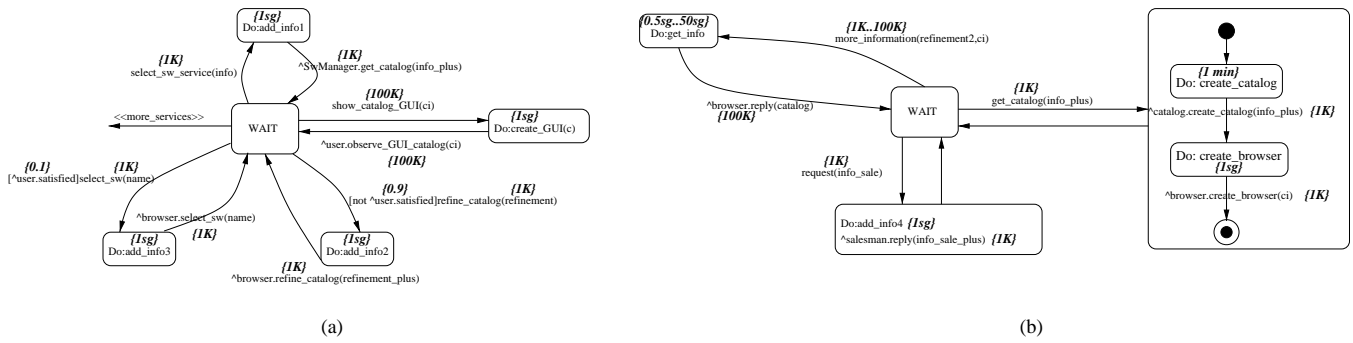 {1sg}
Do:add_info1
{1K}
select_sw_service(info)
{1K}
^SwManager.get_catalog(info_plus)
{100K}
show_catalog_GUI(ci)
<<more_services>>
WAIT
{1sg}
Do:create_GUI(c)
^user.observe_GUI_catalog(ci)
{100K}
{0.1}
{1K}
[^user.satisfied]select_sw(name)
{0.9}
{1K}
[not ^user.satisfied]refine_catalog(refinement)
^browser.select_sw(name)
{1K}
{1sg}
Do:add_info3
{1sg}
Do:add_info2
{1K}
^browser.refine_catalog(refinement_plus)
(a)
{0.5sg..50sg}
Do:get_info
{1K..100K}
more_information(refinement2,ci)
^browser.reply(catalog)
{100K}
WAIT
{1K}
get_catalog(info_plus)
{1K}
request(info_sale)
Do:add_info4 {1sg}
^salesman.reply(info_sale_plus) {1K}
{1 min}
Do: create_catalog
^catalog.create_catalog(info_plus) {1K}
Do: create_browser
{1sg}
^browser.create_browser(ci) {1K}
(b)